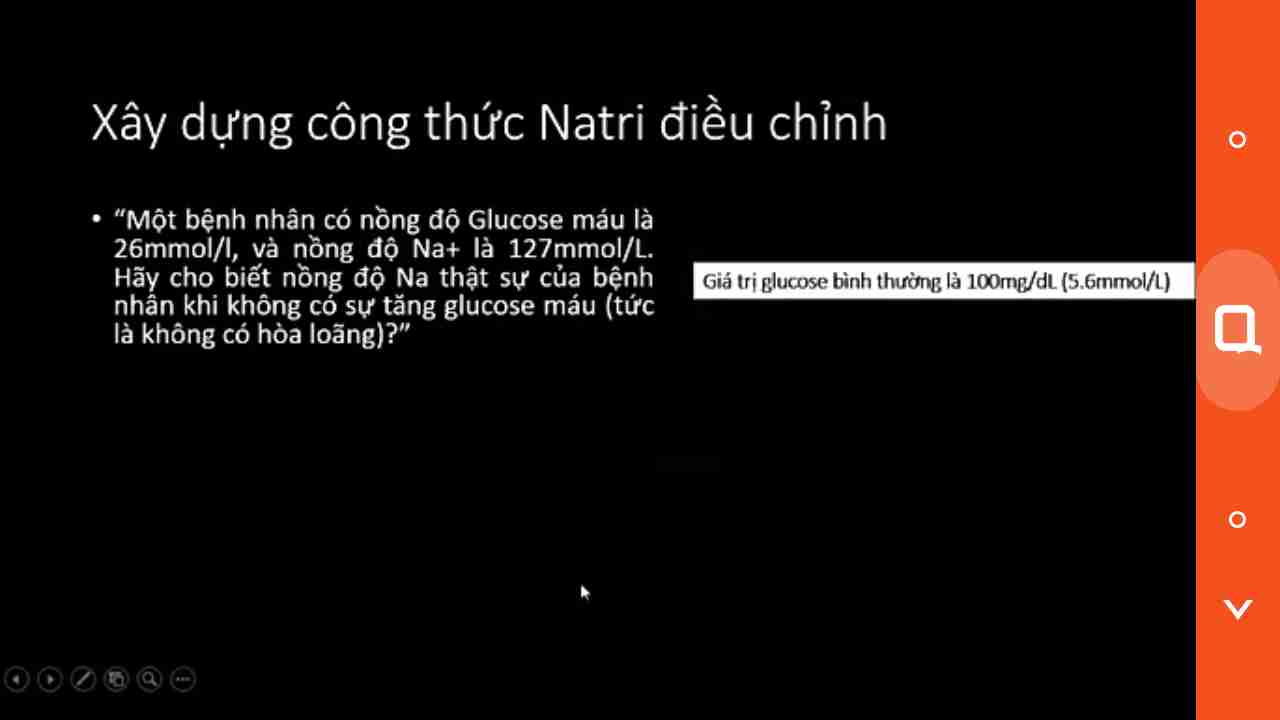 Xây dựng công thức Natri điều chỉnh
• “Một bệnh nhân có nồng độ Glucose máu là
26mmol/l, và nồng độ Na+ là 127mmol/L.
Hãy cho biết nồng độ Na thật sự của bệnh
nhân khi không có sự tăng glucose máu (tức
là không có hòa loãng)?”
Giá trị glucose bình thường là 100mg/dL (5.6mmol/L)